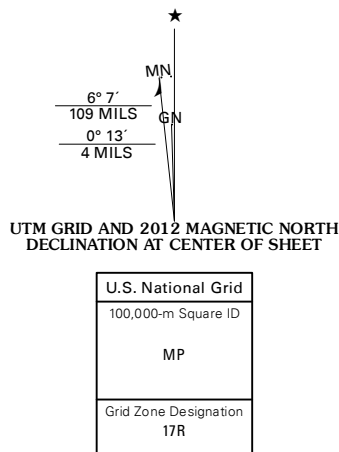 ★
MN
6° 7´
109 MILS
GN
0° 13´
4 MILS
UTM GRID AND 2012 MAGNETIC NORTH
DECLINATION AT CENTER OF SHEET
U.S. National Grid
100,000-m Square ID
MP
Grid Zone Designation
17R